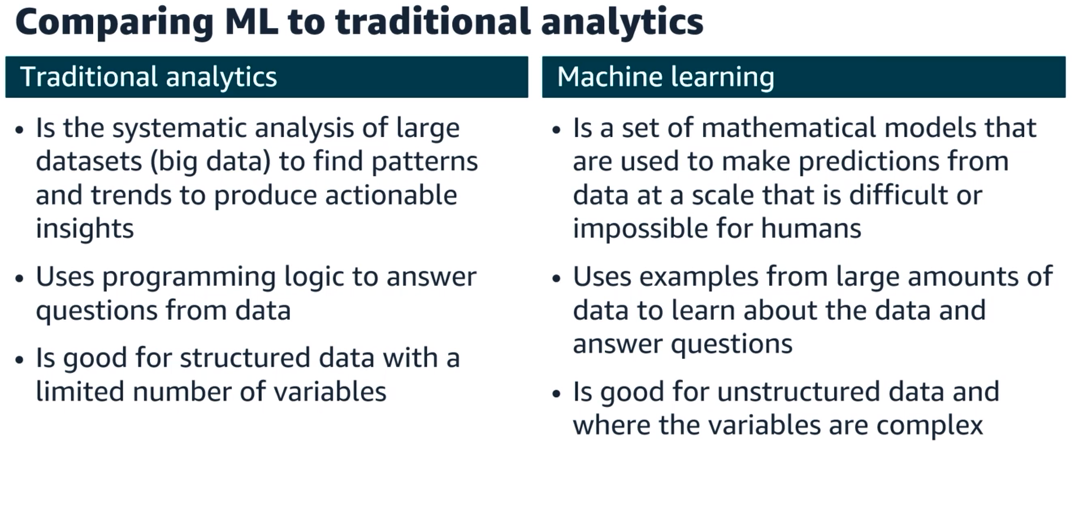 Comparing ML to traditional analytics
Traditional analytics
• Is the systematic analysis of large
datasets (big data) to find patterns
and trends to produce actionable
insights
• Uses programming logic to answer
questions from data
• Is good for structured data with a
limited number of variables
Machine learning
• Is a set of mathematical models that
are used to make predictions from
data at a scale that is difficult or
impossible for humans
• Uses examples from large amounts of
data to learn about the data and
answer questions
• Is good for unstructured data and
where the variables are complex